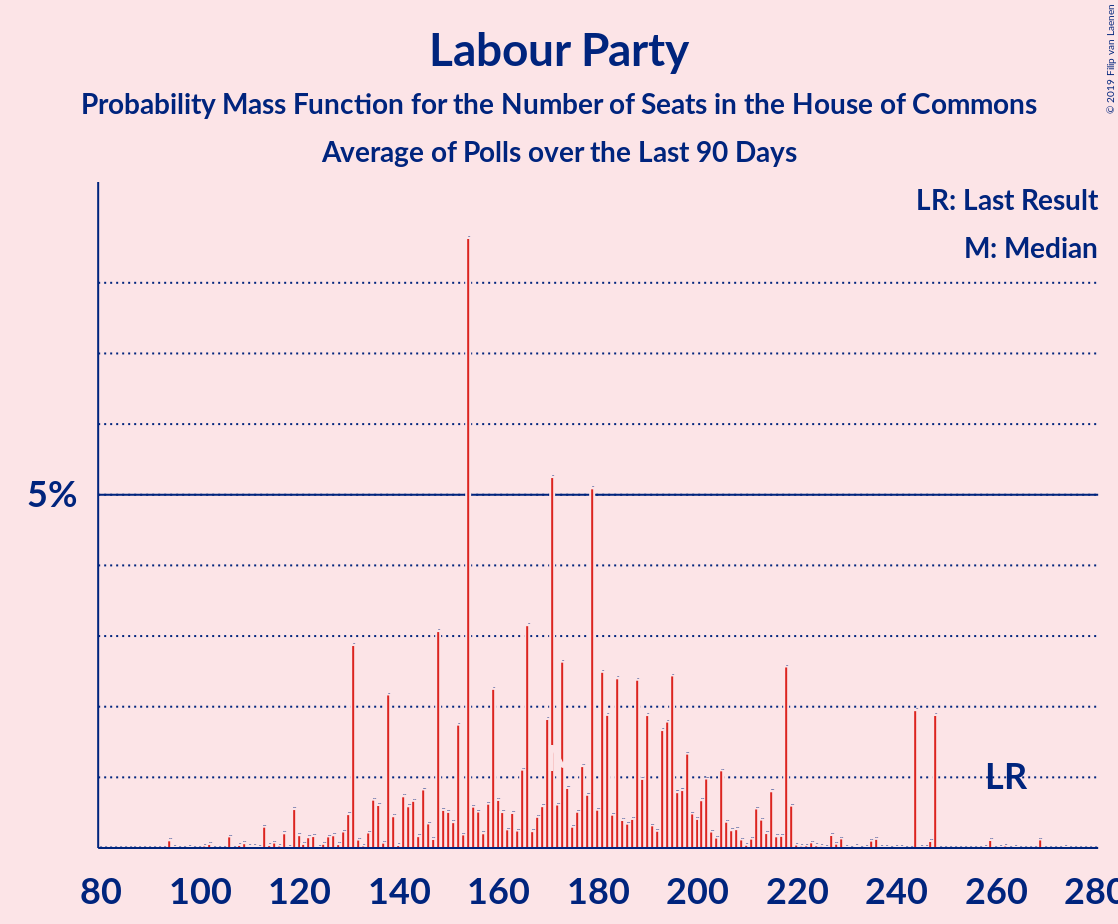 Labour Party
Probability Mass Function for the Number of Seats in the House of Commons
Average of Polls over the Last 90 Days
© 2019 Filip van Laenen
LR: Last Result
M: Median
5%
LR
80 100 120 140 160 180 200 220 240 260 280